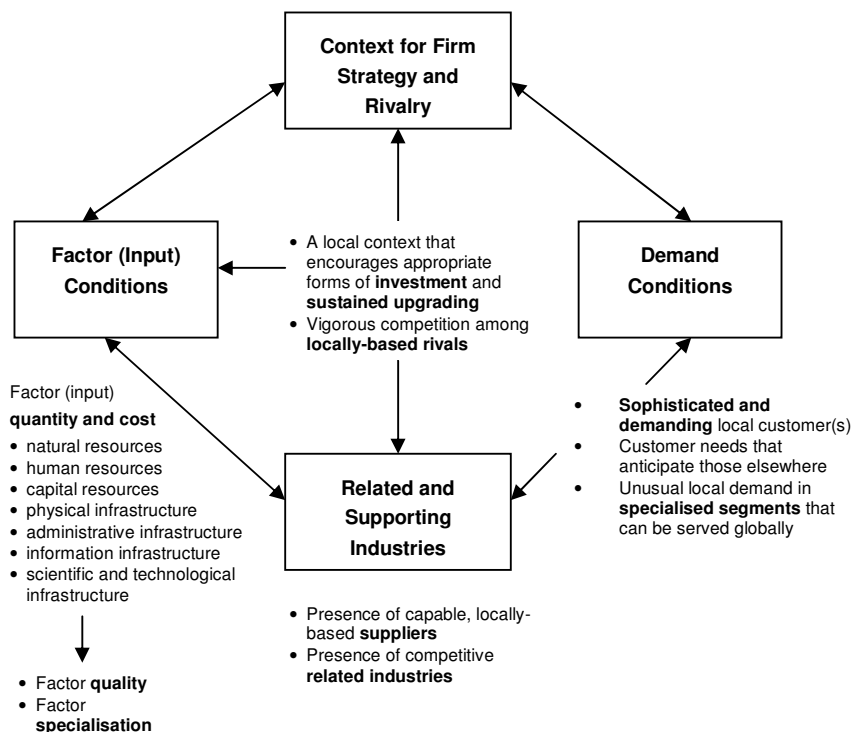 Context for Firm
Strategy and
Rivalry
Factor (Input)
Conditions
• A local context that
encourages appropriate
forms of investment and
sustained upgrading
• Vigorous competition among
locally-based rivals
Demand
Conditions
Factor (input)
quantity and cost
• natural resources
• human resources
• capital resources
• physical infrastructure
• administrative infrastructure
• information infrastructure
• scientific and technological
infrastructure
• Factor quality
• Factor
specialisation
Related and
Supporting
Industries
• Presence of capable, locally-
based suppliers
• Presence of competitive
related industries
• Sophisticated and
demanding local customer(s)
• Customer needs that
anticipate those elsewhere
• Unusual local demand in
specialised segments that
can be served globally